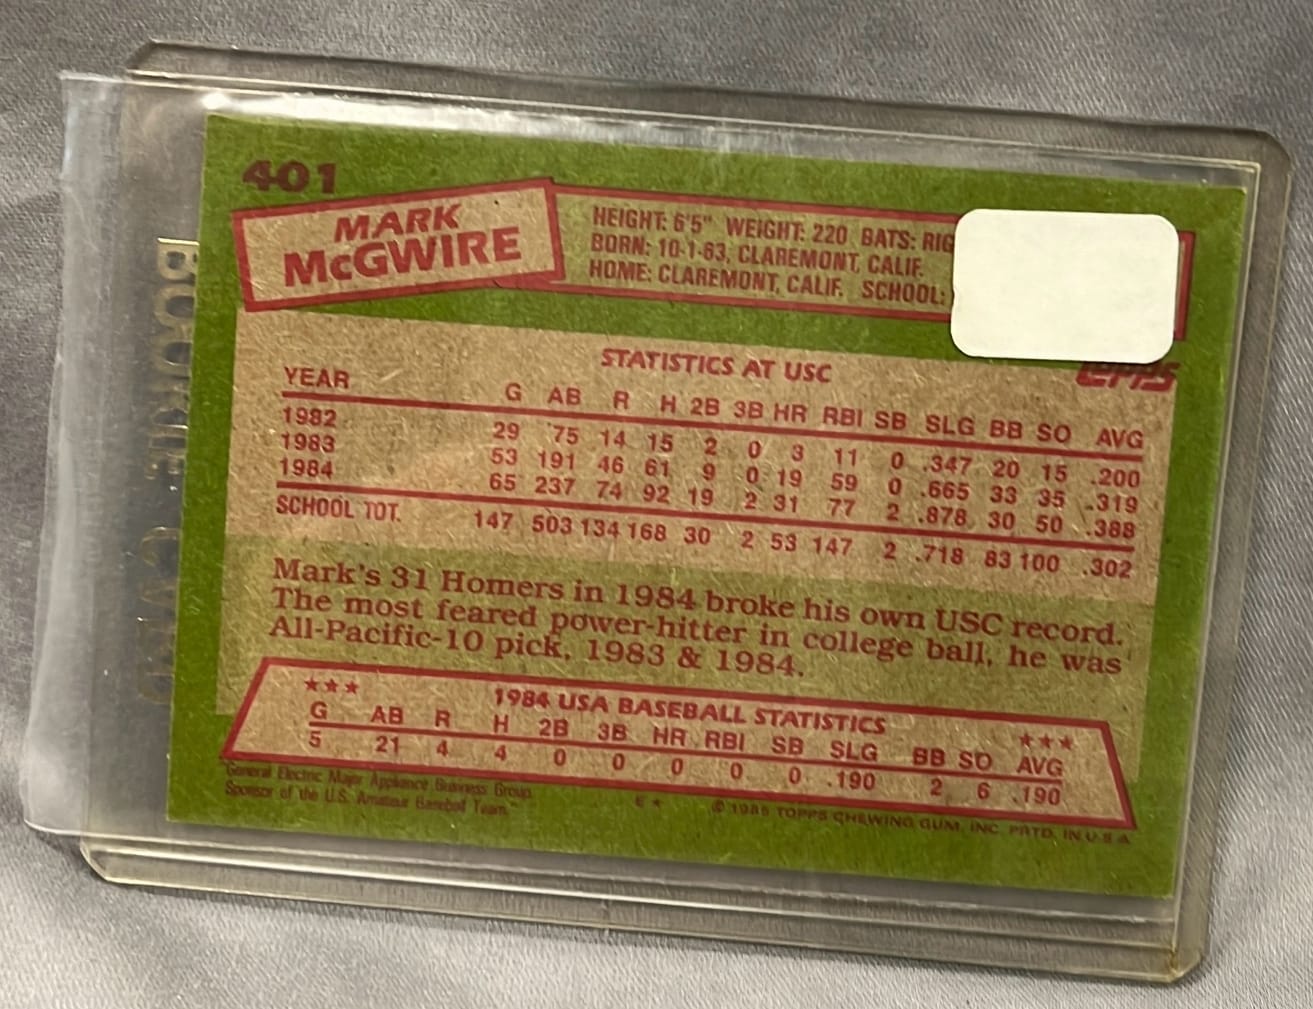 401
MARK
McGWIRE
HEIGHT: 6'5" WEIGHT: 220 BATS: RIG
BORN: 10-1-63, CLAREMONT, CALIF.
HOME: CLAREMONT, CALIF. SCHOOL:
TOPPS
STATISTICS AT USC
YEAR G AB R H 2B 3B HR RBI SB SLG BB SO AVG
1982 29 75 14 15 2 0 3 11 0 .347 20 15 .200
1983 53 191 46 61 9 0 19 59 0 .665 33 35 .319
1984 65 237 74 92 19 2 31 77 2 .878 30 50 .388
SCHOOL TOT. 147 503 134 168 30 2 53 147 2 .718 83 100 .302
Mark's 31 Homers in 1984 broke his own USC record.
The most feared power-hitter in college ball, he was
All-Pacific-10 pick, 1983 & 1984.
★★★ 1984 USA BASEBALL STATISTICS ★★★
G AB R H 2B 3B HR RBI SB SLG BB SO AVG
5 21 4 4 0 0 0 0 0 .190 2 6 .190
General Electric Major Appliance Business Group.
Sponsor of the U.S. Amateur Baseball Team.
E★ © 1985 TOPPS CHEWING GUM, INC. PRTD. IN U.S.A.
ROOKIE CARD